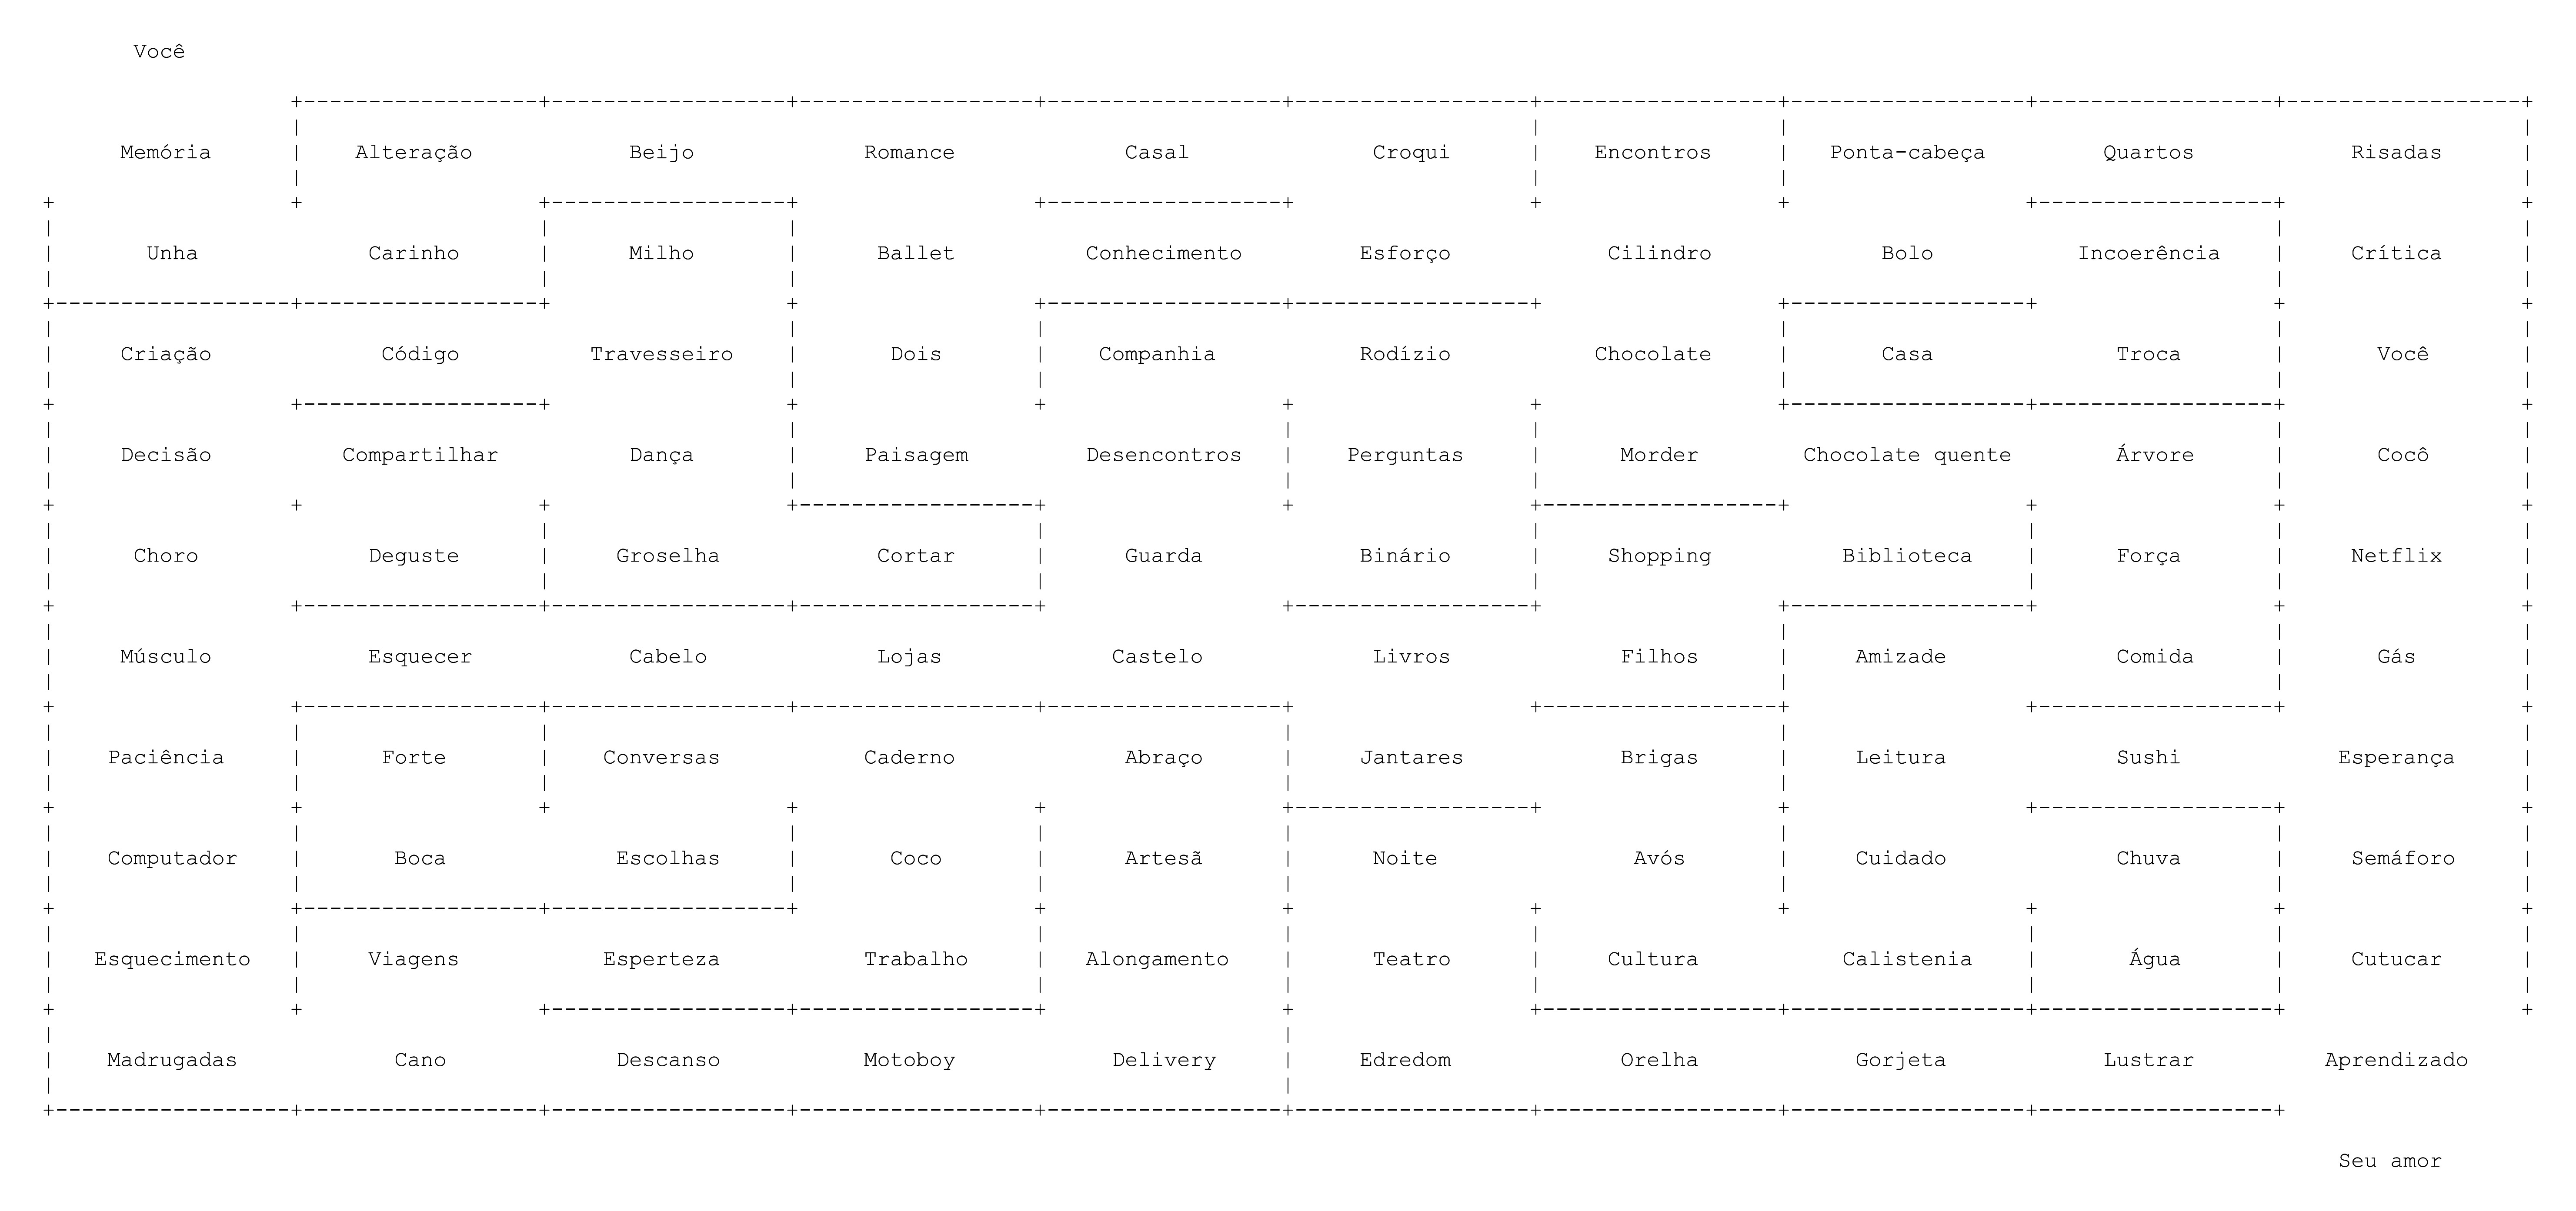 Você
Memória Alteração Beijo Romance Casal Croqui Encontros Ponta-cabeça Quartos Risadas
Unha Carinho Milho Ballet Conhecimento Esforço Cilindro Bolo Incoerência Crítica
Criação Código Travesseiro Dois Companhia Rodízio Chocolate Casa Troca Você
Decisão Compartilhar Dança Paisagem Desencontros Perguntas Morder Chocolate quente Árvore Cocô
Choro Deguste Groselha Cortar Guarda Binário Shopping Biblioteca Força Netflix
Músculo Esquecer Cabelo Lojas Castelo Livros Filhos Amizade Comida Gás
Paciência Forte Conversas Caderno Abraço Jantares Brigas Leitura Sushi Esperança
Computador Boca Escolhas Coco Artesã Noite Avós Cuidado Chuva Semáforo
Esquecimento Viagens Esperteza Trabalho Alongamento Teatro Cultura Calistenia Água Cutucar
Madrugadas Cano Descanso Motoboy Delivery Edredom Orelha Gorjeta Lustrar Aprendizado
Seu amor